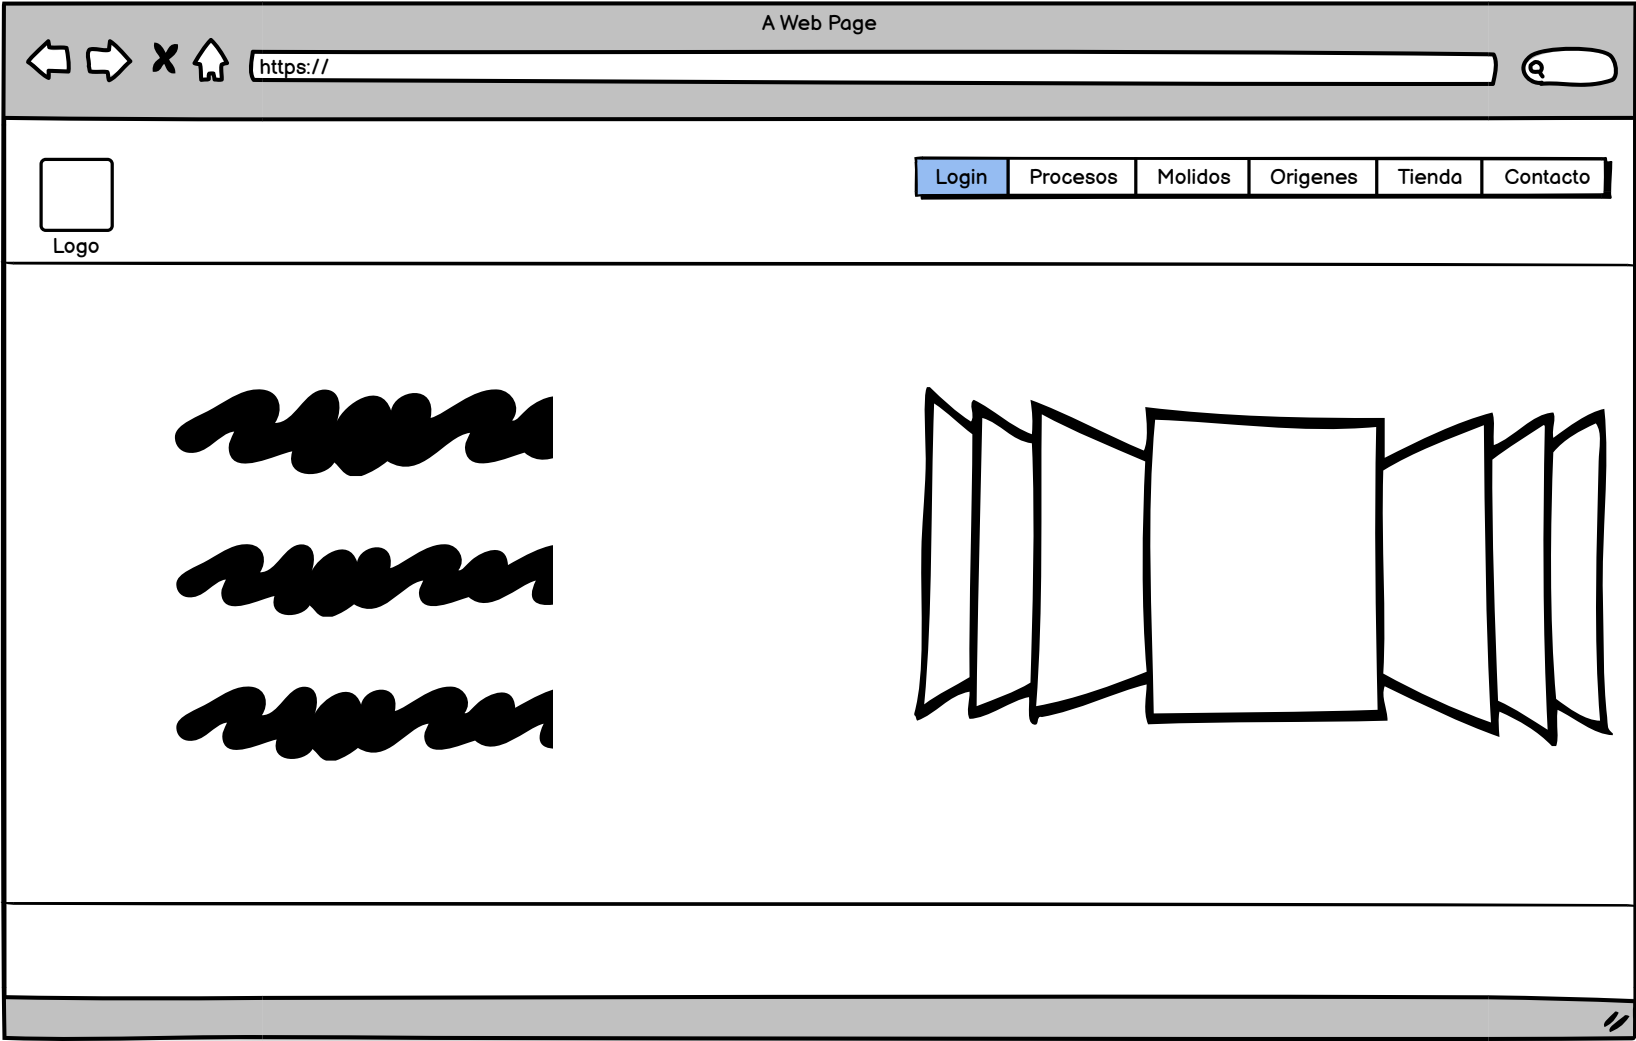 A Web Page
https://
Login Procesos Molidos Origenes Tienda Contacto
Logo